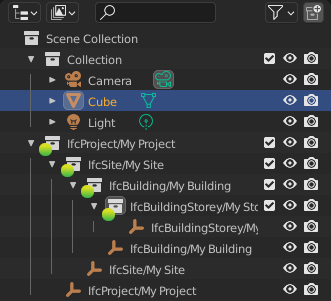 Scene Collection
Collection
Camera
Cube
Light
IfcProject/My Project
IfcSite/My Site
IfcBuilding/My Building
IfcBuildingStorey/My Stc
IfcBuildingStorey/My
IfcBuilding/My Building
IfcSite/My Site
IfcProject/My Project